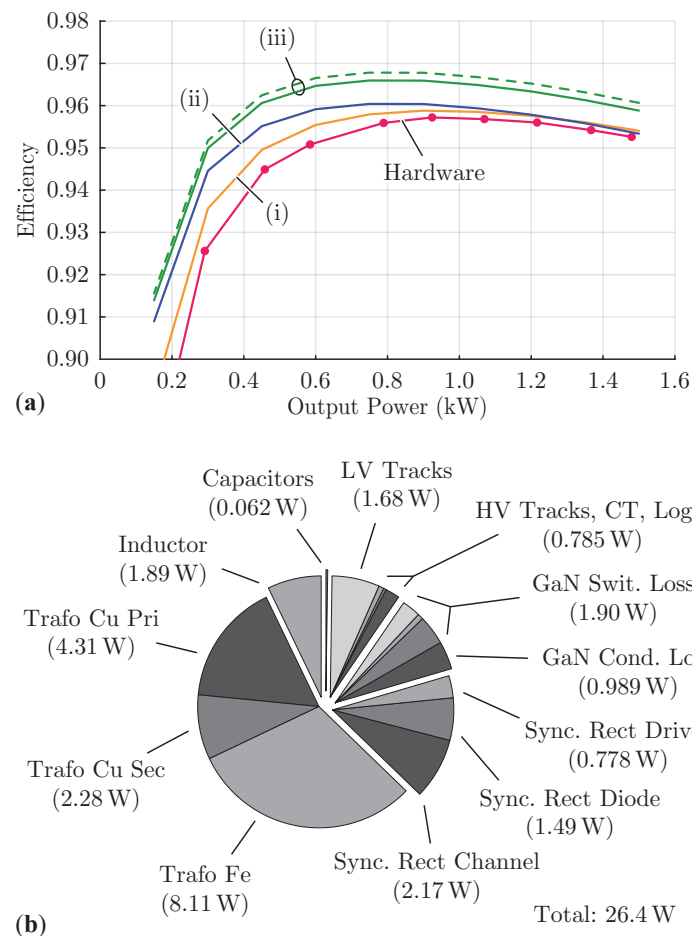 0.98
0.97
0.96
0.95
0.94
0.93
0.92
0.91
0.90
Efficiency
(iii)
(ii)
(i)
Hardware
0
0.2
0.4
0.6
0.8
1.0
1.2
1.4
1.6
Output Power (kW)
(a)
Capacitors
(0.062 W)
LV Tracks
(1.68 W)
HV Tracks, CT, Log
(0.785 W)
Inductor
(1.89 W)
GaN Swit. Loss
(1.90 W)
Trafo Cu Pri
(4.31 W)
GaN Cond. Lo
(0.989 W)
Sync. Rect Driv
(0.778 W)
Trafo Cu Sec
(2.28 W)
Sync. Rect Diode
(1.49 W)
Sync. Rect Channel
(2.17 W)
Trafo Fe
(8.11 W)
Total: 26.4 W
(b)